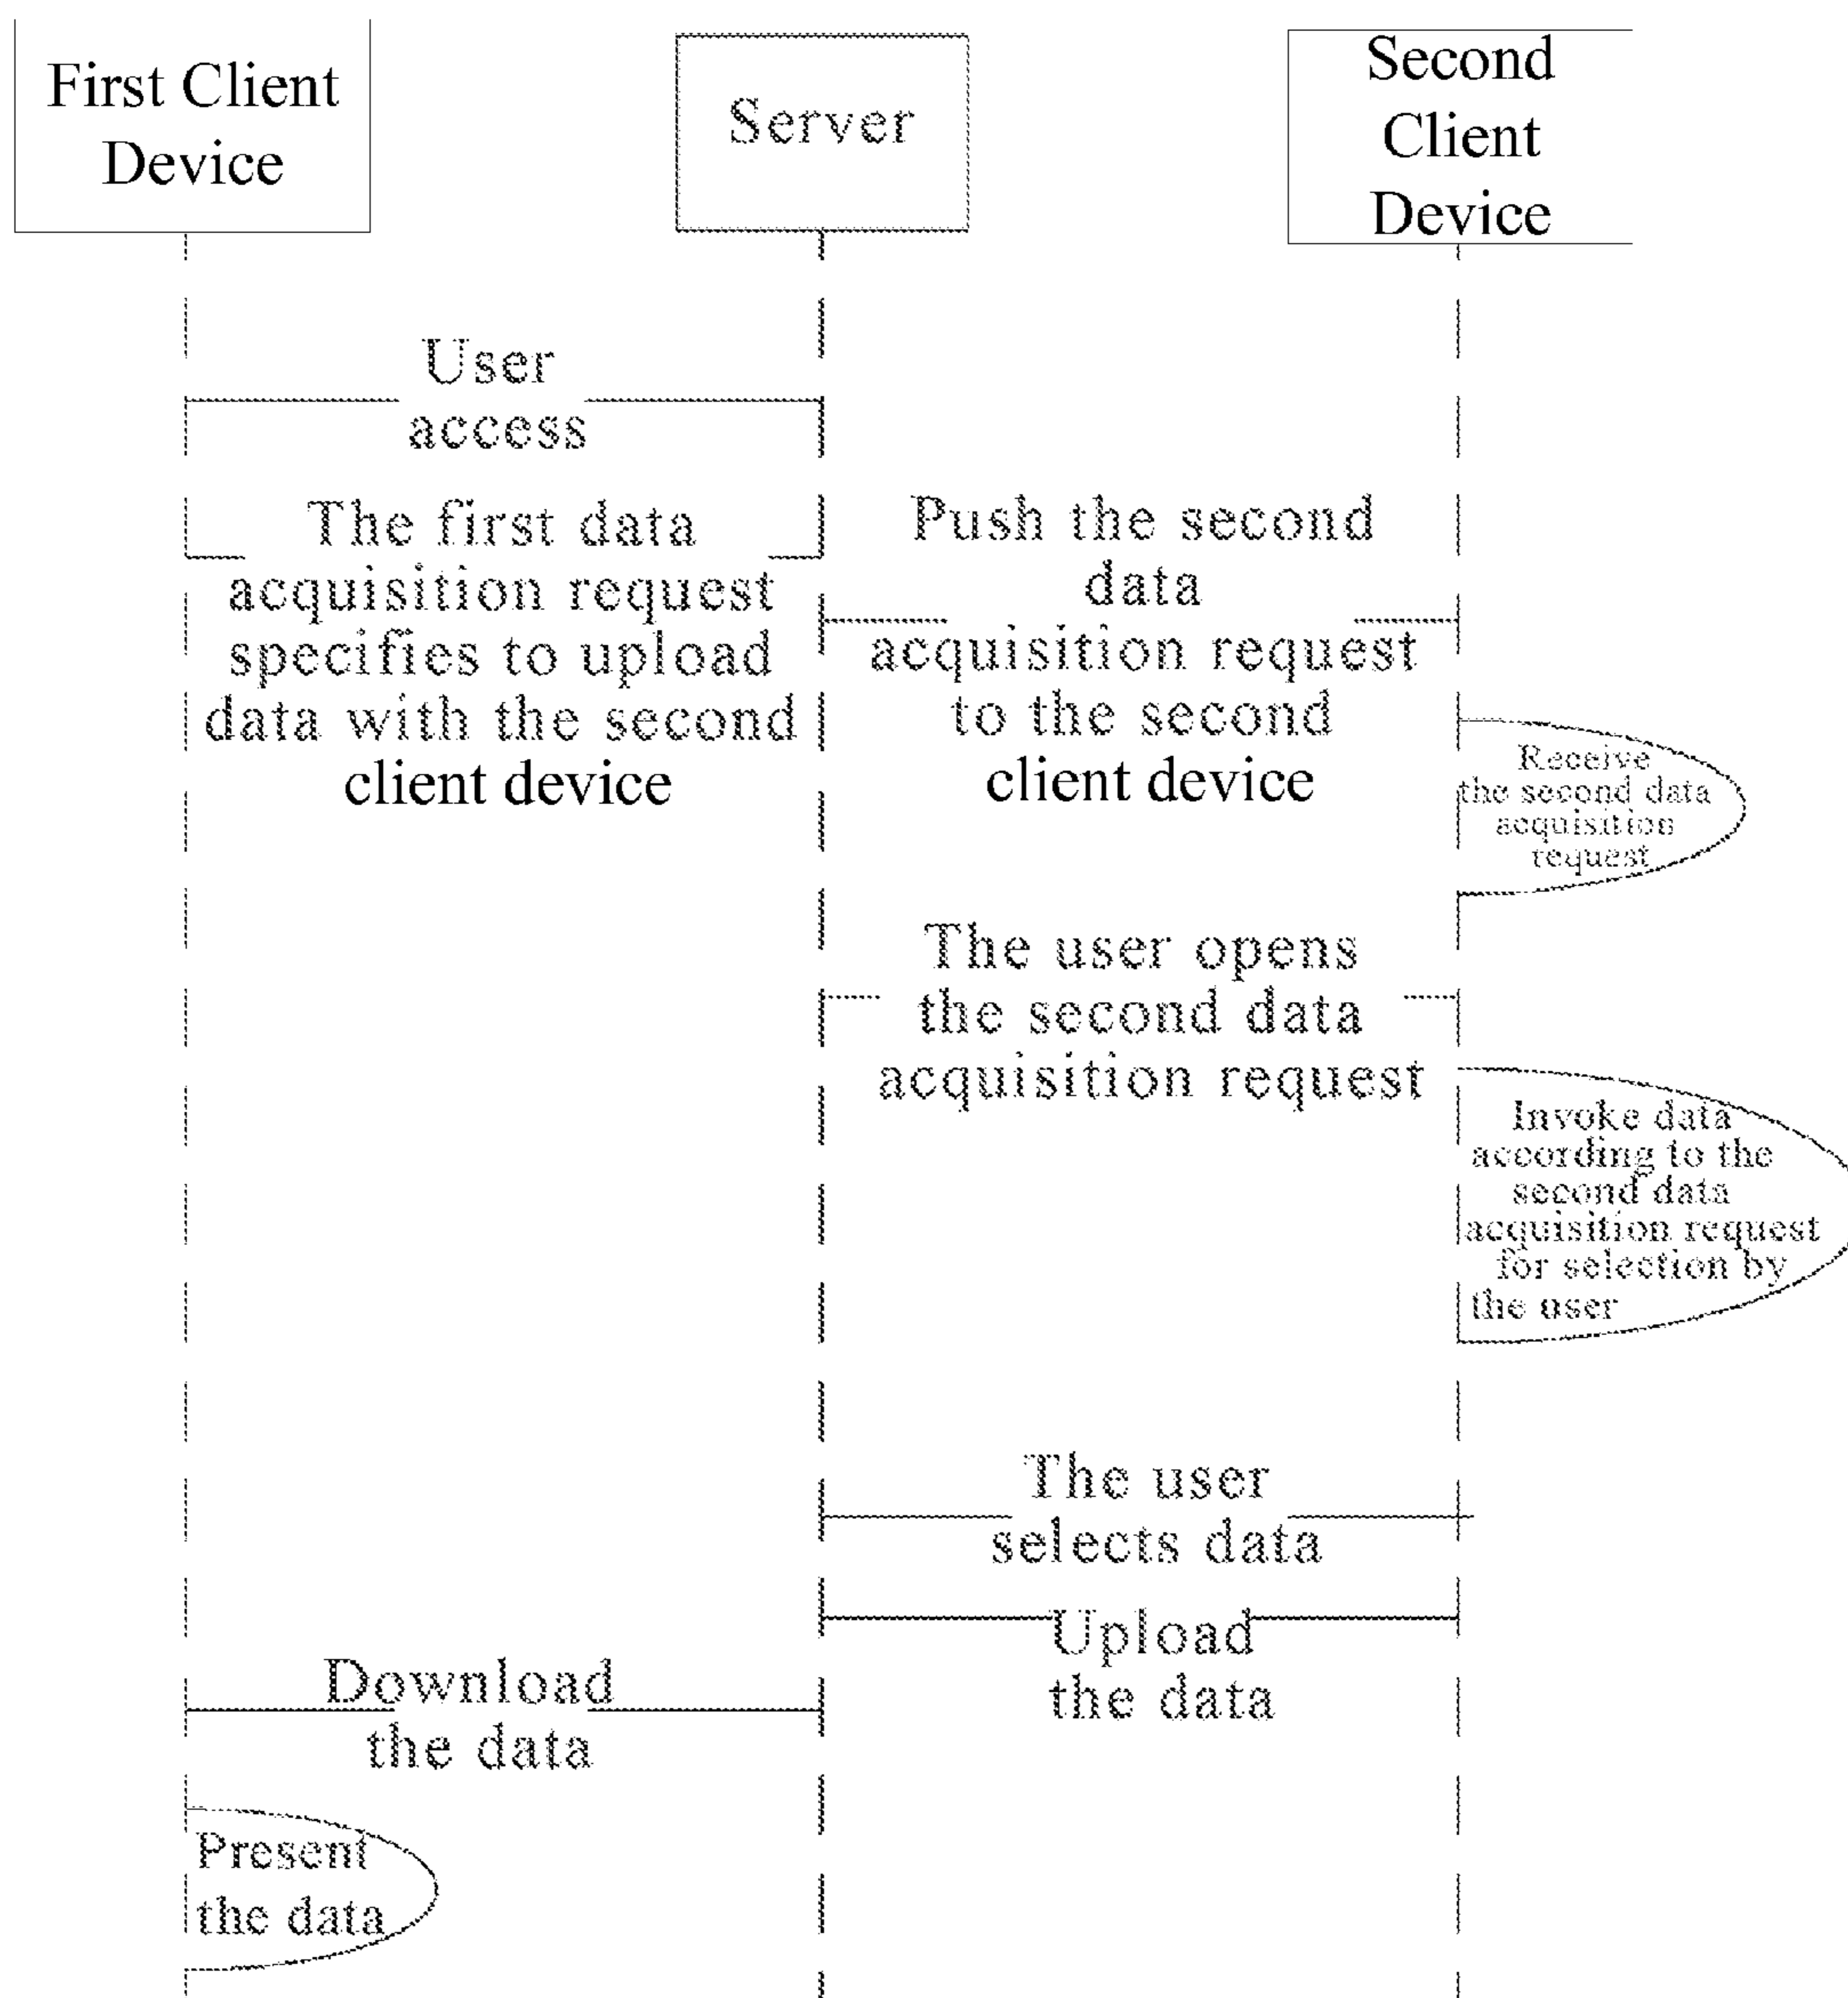 First Client
Device
Server
Second
Client
Device
User
access
The first data
acquisition request
specifies to upload
data with the second
client device
Push the second
data
acquisition request
to the second
client device
Receive
the second data
acquisition
request
The user opens
the second data
acquisition request
Invoke data
according to the
second data
acquisition request
for selection by
the user
The user
selects data
Upload
the data
Download
the data
Present
the data